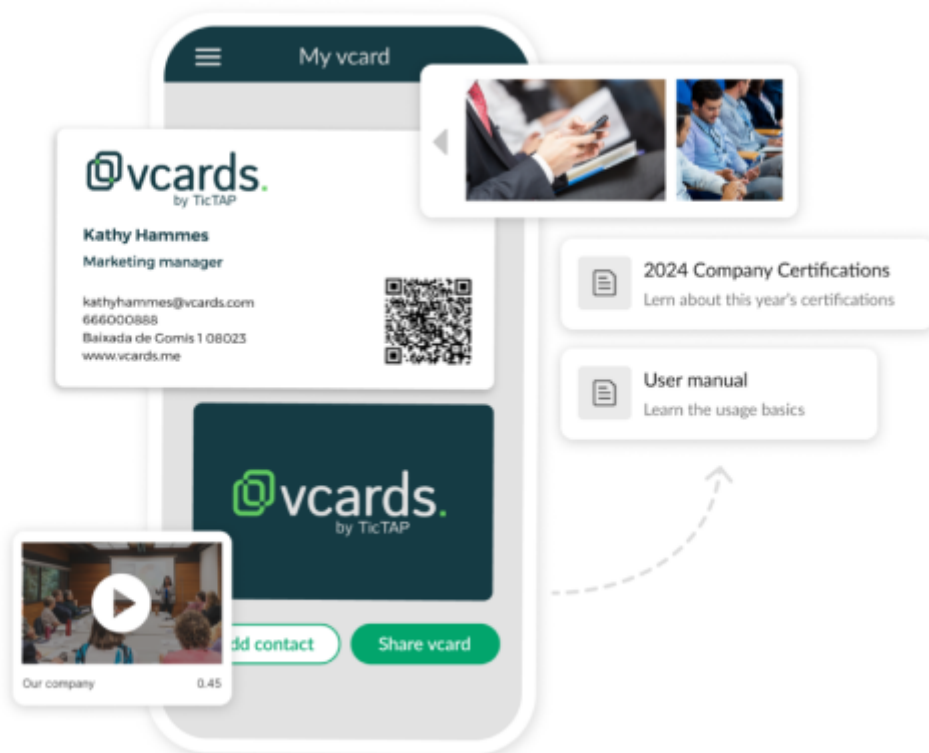 My vcard
vcards.
by TicTAP
Kathy Hammes
Marketing manager
kathyhammes@vcards.com
666000888
Baixada de Gomis 1 08023
www.vcards.me
2024 Company Certifications
Lern about this year's certifications
User manual
Learn the usage basics
vcards.
by TicTAP
dd contact
Share vcard
Our company
0.45